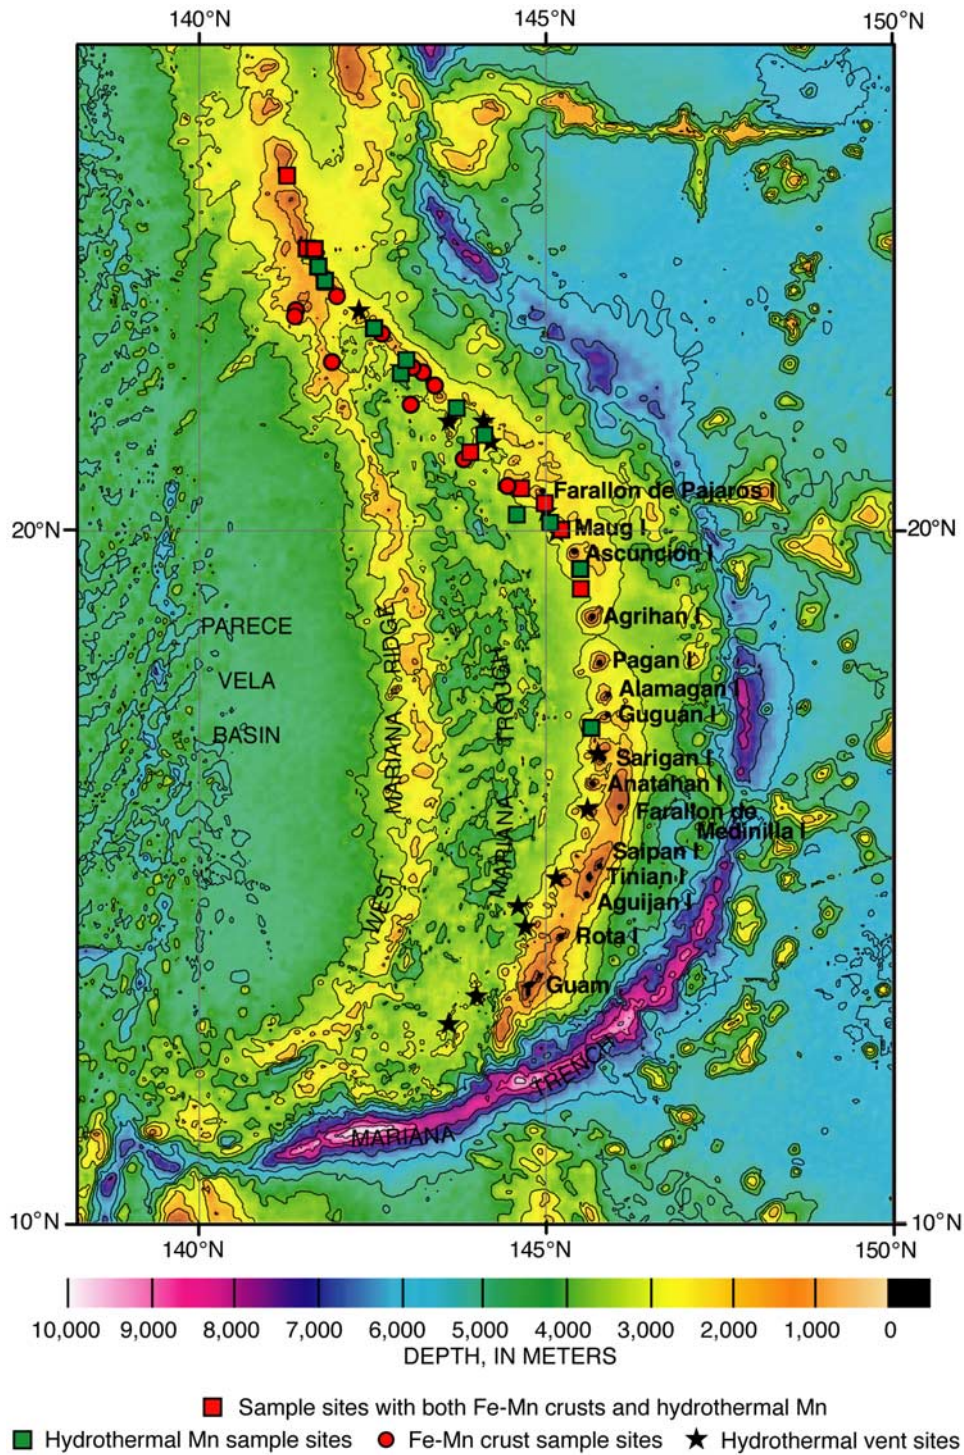 140°N 145°N 150°N
Farallon de Pajaros I
20°N Maug I 20°N
Ascuncion I
Agrihan I
PARECE
Pagan I
VELA
Alamagan I
Guguan I
BASIN
Sarigan I
Anatahan I
Farallon de
Medinilla I
Saipan I
Tinian I
Aguijan I
Rota I
Guam
WEST MARIANA RIDGE
MARIANA TROUGH
MARIANA TRENCH
10°N 10°N
140°N 145°N 150°N
10,000 9,000 8,000 7,000 6,000 5,000 4,000 3,000 2,000 1,000 0
DEPTH, IN METERS
Sample sites with both Fe-Mn crusts and hydrothermal Mn
Hydrothermal Mn sample sites Fe-Mn crust sample sites Hydrothermal vent sites